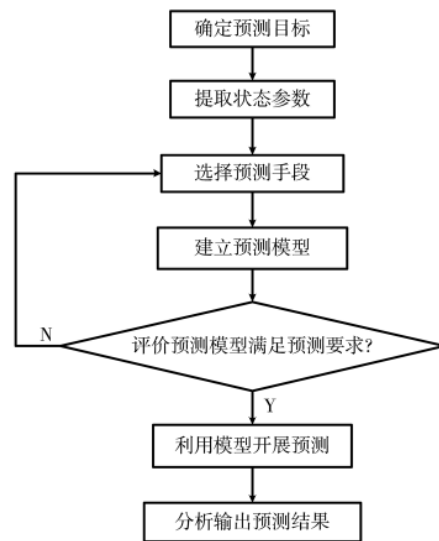 确定预测目标
提取状态参数
选择预测手段
建立预测模型
评价预测模型满足预测要求?
N
Y
利用模型开展预测
分析输出预测结果